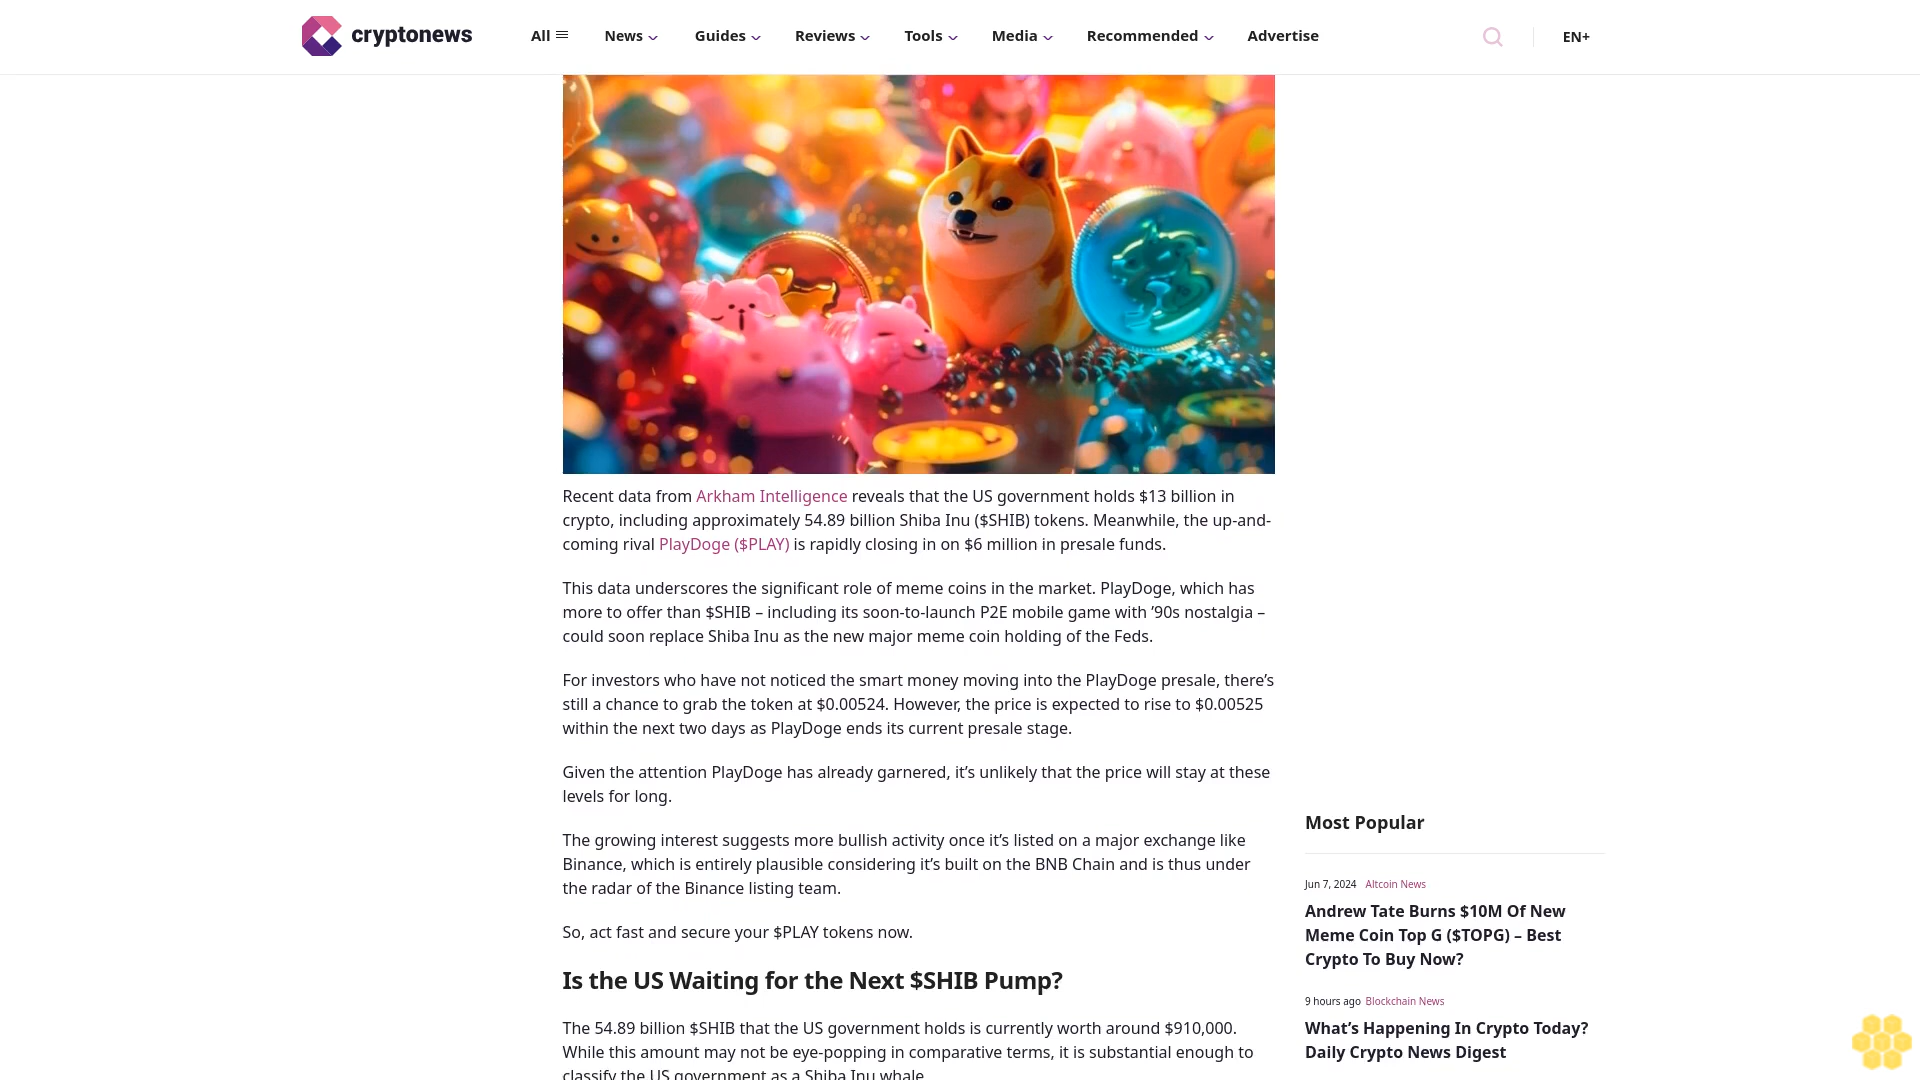 cryptonews
All
News
Guides
Reviews
Tools
Media
Recommended
Advertise
EN+
Recent data from Arkham Intelligence reveals that the US government holds $13 billion in
crypto, including approximately 54.89 billion Shiba Inu ($SHIB) tokens. Meanwhile, the up-and-
coming rival PlayDoge ($PLAY) is rapidly closing in on $6 million in presale funds.
This data underscores the significant role of meme coins in the market. PlayDoge, which has
more to offer than $SHIB – including its soon-to-launch P2E mobile game with ’90s nostalgia –
could soon replace Shiba Inu as the new major meme coin holding of the Feds.
For investors who have not noticed the smart money moving into the PlayDoge presale, there’s
still a chance to grab the token at $0.00524. However, the price is expected to rise to $0.00525
within the next two days as PlayDoge ends its current presale stage.
Given the attention PlayDoge has already garnered, it’s unlikely that the price will stay at these
levels for long.
The growing interest suggests more bullish activity once it’s listed on a major exchange like
Binance, which is entirely plausible considering it’s built on the BNB Chain and is thus under
the radar of the Binance listing team.
So, act fast and secure your $PLAY tokens now.
Is the US Waiting for the Next $SHIB Pump?
The 54.89 billion $SHIB that the US government holds is currently worth around $910,000.
While this amount may not be eye-popping in comparative terms, it is substantial enough to
classify the US government as a Shiba Inu whale.
Most Popular
Jun 7, 2024 Altcoin News
Andrew Tate Burns $10M Of New
Meme Coin Top G ($TOPG) – Best
Crypto To Buy Now?
9 hours ago Blockchain News
What’s Happening In Crypto Today?
Daily Crypto News Digest